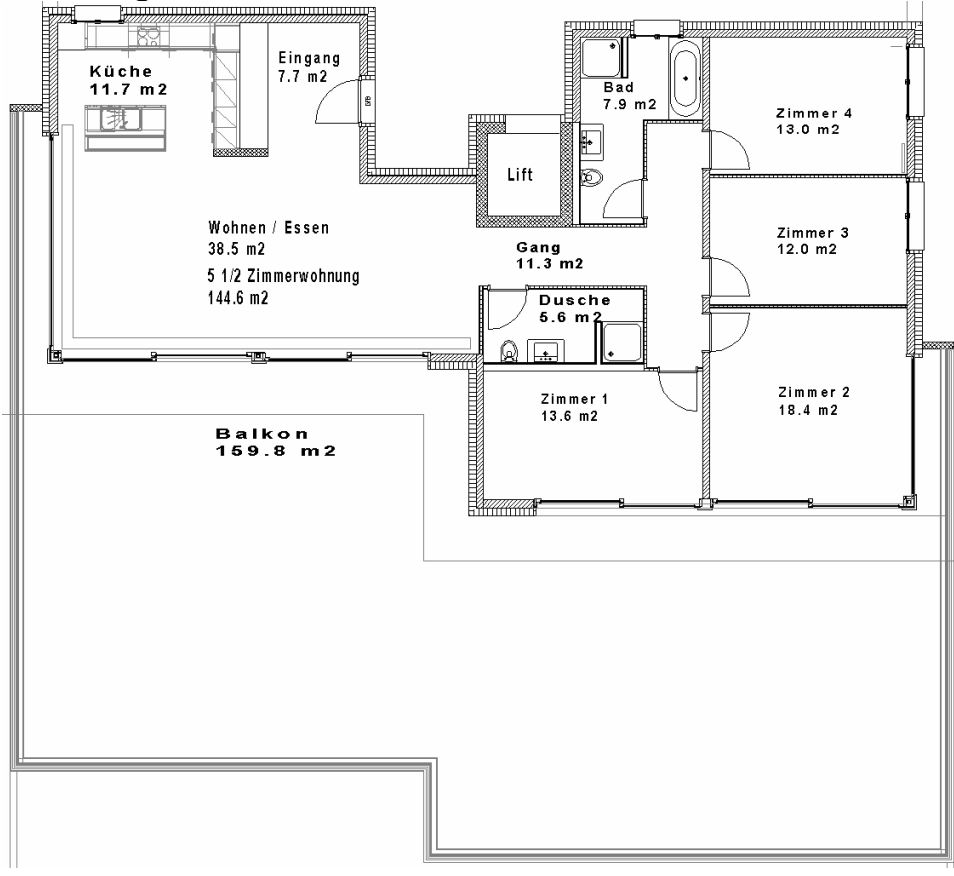 Eingang
7.7 m2
Küche
11.7 m2
Bad
7.9 m2
Zimmer 4
13.0 m2
Lift
Wohnen / Essen
38.5 m2
5 1/2 Zimmerwohnung
144.6 m2
Gang
11.3 m2
Zimmer 3
12.0 m2
Dusche
5.6 m2
Zimmer 1
13.6 m2
Zimmer 2
18.4 m2
Balkon
159.8 m2